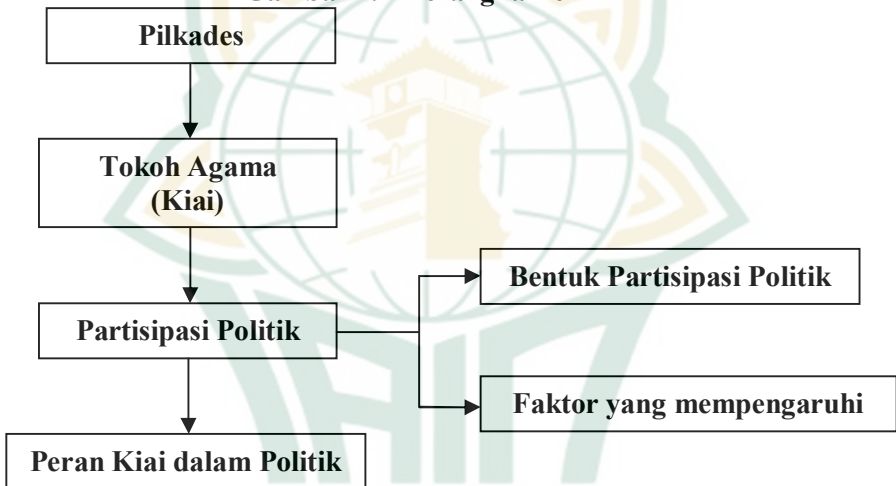 Pilkades
Tokoh Agama
(Kiai)
Bentuk Partisipasi Politik
Partisipasi Politik
Faktor yang mempengaruhi
Peran Kiai dalam Politik